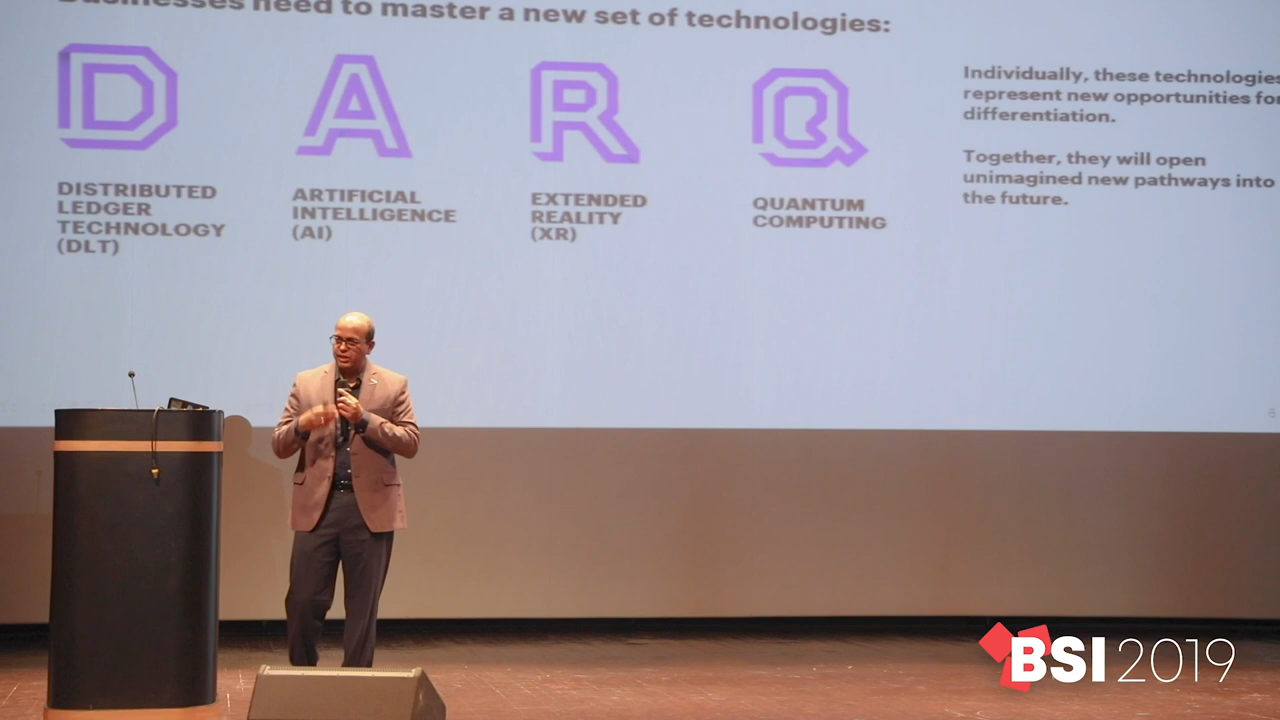 Businesses need to master a new set of technologies:
D A R Q
DISTRIBUTED
LEDGER
TECHNOLOGY
(DLT)
ARTIFICIAL
INTELLIGENCE
(AI)
EXTENDED
REALITY
(XR)
QUANTUM
COMPUTING
Individually, these technologies
represent new opportunities for
differentiation.
Together, they will open
unimagined new pathways into
the future.
BSI 2019